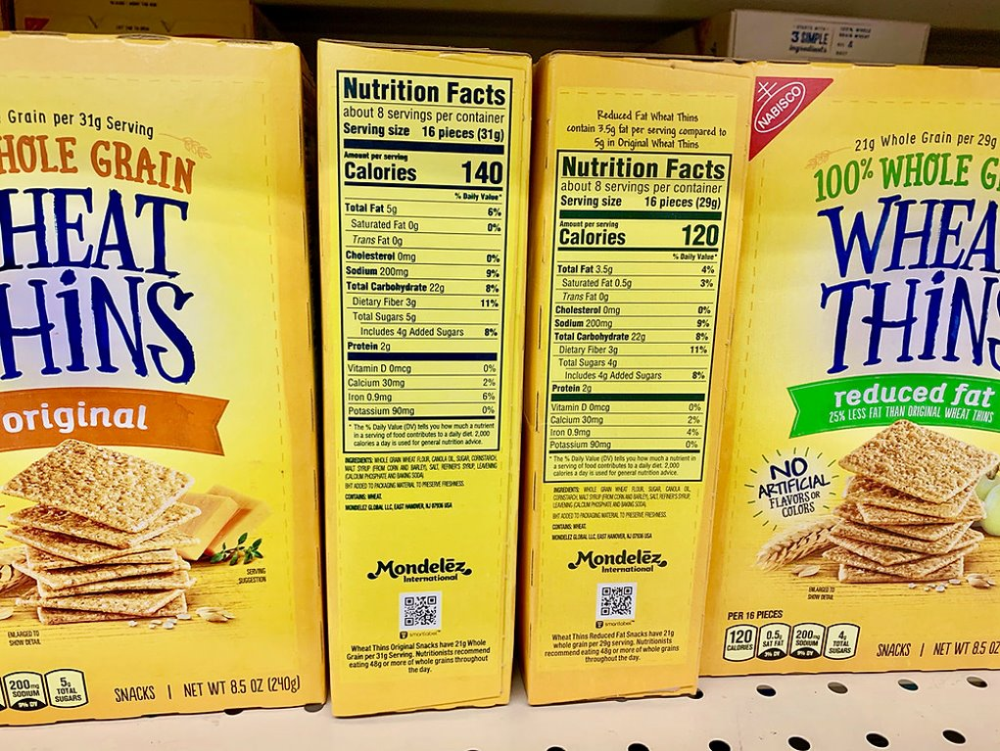 3 SIMPLE
ingredients
Grain per 31g Serving
HOLE GRAIN
HEAT
HiNS
original
SERVING
SUGGESTION
ENLARGED TO
SHOW DETAIL
200mg
SODIUM
9% DV
5g
TOTAL
SUGARS
SNACKS | NET WT 8.5 OZ (240g)
Nutrition Facts
about 8 servings per container
Serving size 16 pieces (31g)
Amount per serving
Calories 140
% Daily Value*
Total Fat 5g 6%
Saturated Fat 0g 0%
Trans Fat 0g
Cholesterol 0mg 0%
Sodium 200mg 9%
Total Carbohydrate 22g 8%
Dietary Fiber 3g 11%
Total Sugars 5g
Includes 4g Added Sugars 8%
Protein 2g
Vitamin D 0mcg 0%
Calcium 30mg 2%
Iron 0.9mg 6%
Potassium 90mg 0%
* The % Daily Value (DV) tells you how much a nutrient
in a serving of food contributes to a daily diet. 2,000
calories a day is used for general nutrition advice.
INGREDIENTS: WHOLE GRAIN WHEAT FLOUR, CANOLA OIL, SUGAR, CORNSTARCH,
MALT SYRUP (FROM CORN AND BARLEY), SALT, REFINER'S SYRUP, LEAVENING
(CALCIUM PHOSPHATE AND BAKING SODA).
BHT ADDED TO PACKAGING MATERIAL TO PRESERVE FRESHNESS.
CONTAINS: WHEAT.
MONDELĒZ GLOBAL LLC, EAST HANOVER, NJ 07936 USA
Mondelēz
International
smartlabel™
Wheat Thins Original Snacks have 21g Whole
Grain per 31g Serving. Nutritionists recommend
eating 48g or more of whole grains throughout
the day.
Reduced Fat Wheat Thins
contain 3.5g fat per serving compared to
5g in Original Wheat Thins
Nutrition Facts
about 8 servings per container
Serving size 16 pieces (29g)
Amount per serving
Calories 120
% Daily Value*
Total Fat 3.5g 4%
Saturated Fat 0.5g 3%
Trans Fat 0g
Cholesterol 0mg 0%
Sodium 200mg 9%
Total Carbohydrate 22g 8%
Dietary Fiber 3g 11%
Total Sugars 4g
Includes 4g Added Sugars 8%
Protein 2g
Vitamin D 0mcg 0%
Calcium 30mg 2%
Iron 0.9mg 4%
Potassium 90mg 0%
* The % Daily Value (DV) tells you how much a nutrient in
a serving of food contributes to a daily diet. 2,000
calories a day is used for general nutrition advice.
INGREDIENTS: WHOLE GRAIN WHEAT FLOUR, SUGAR, CANOLA OIL,
CORNSTARCH, MALT SYRUP (FROM CORN AND BARLEY), SALT, REFINER'S SYRUP,
LEAVENING (CALCIUM PHOSPHATE AND BAKING SODA).
BHT ADDED TO PACKAGING MATERIAL TO PRESERVE FRESHNESS.
CONTAINS: WHEAT.
MONDELĒZ GLOBAL LLC, EAST HANOVER, NJ 07936 USA
Mondelēz
International
smartlabel™
Wheat Thins Reduced Fat Snacks have 21g
whole grain per 29g serving. Nutritionists
recommend eating 48g or more of whole grains
throughout the day.
NABISCO
21g Whole Grain per 29g
100% WHOLE G
WHEA
THiNS
reduced fat
25% LESS FAT THAN ORIGINAL WHEAT THINS
NO
ARTIFICIAL
FLAVORS OR
COLORS
ENLARGED TO
SHOW DETAIL
PER 16 PIECES
120
CALORIES
0.5g
SAT FAT
3% DV
200mg
SODIUM
9% DV
4g
TOTAL
SUGARS
SNACKS | NET WT 8.5 OZ